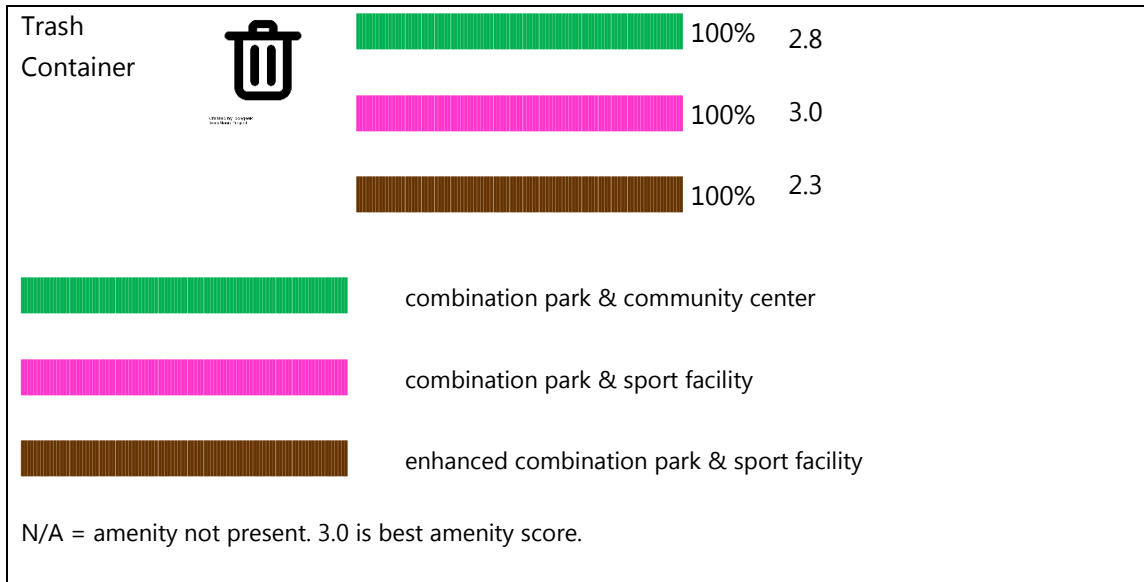 Trash
Container
100% 2.8
100% 3.0
100% 2.3
combination park & community center
combination park & sport facility
enhanced combination park & sport facility
N/A = amenity not present. 3.0 is best amenity score.